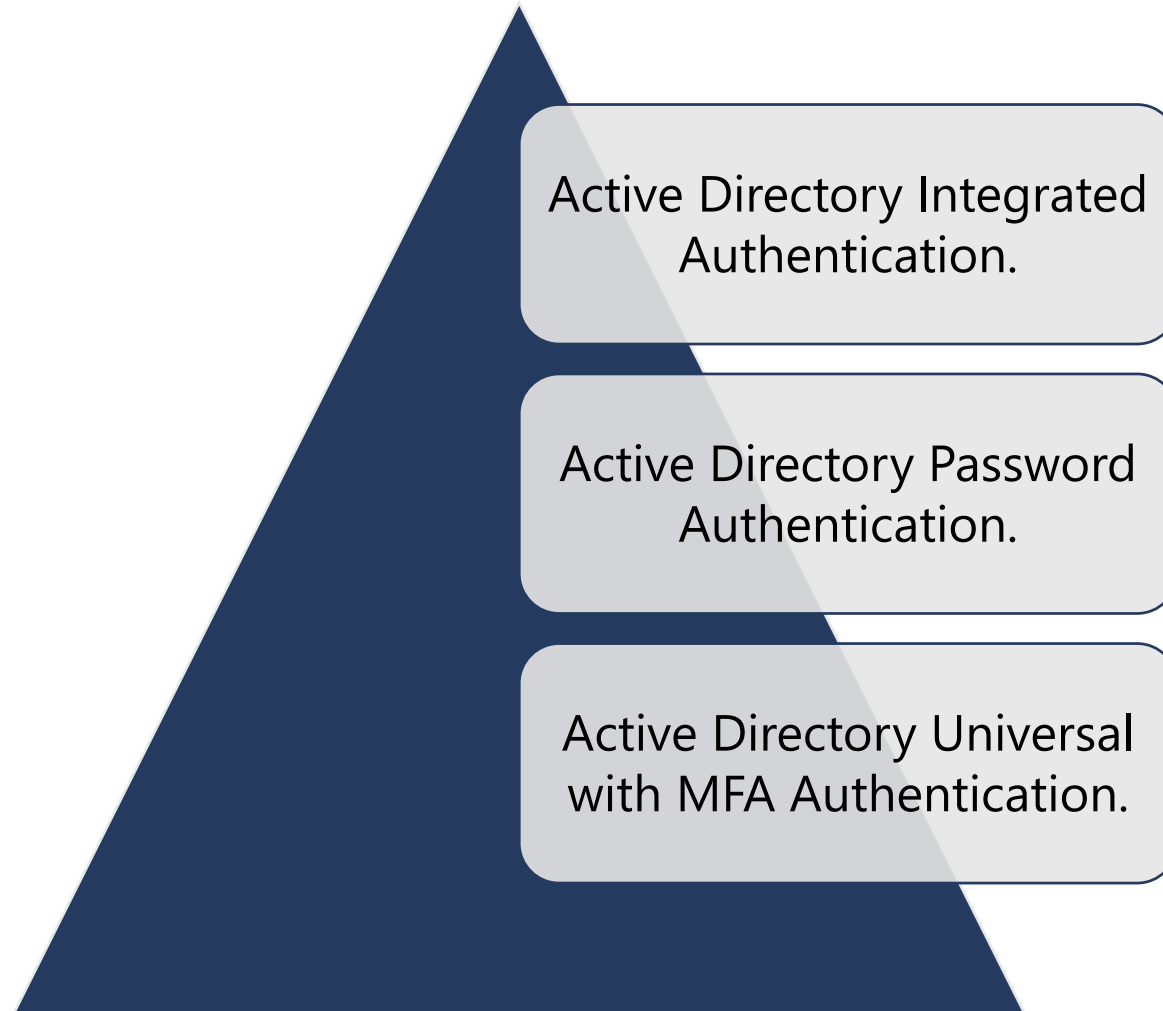 Active Directory Integrated
Authentication.
Active Directory Password
Authentication.
Active Directory Universal
with MFA Authentication.